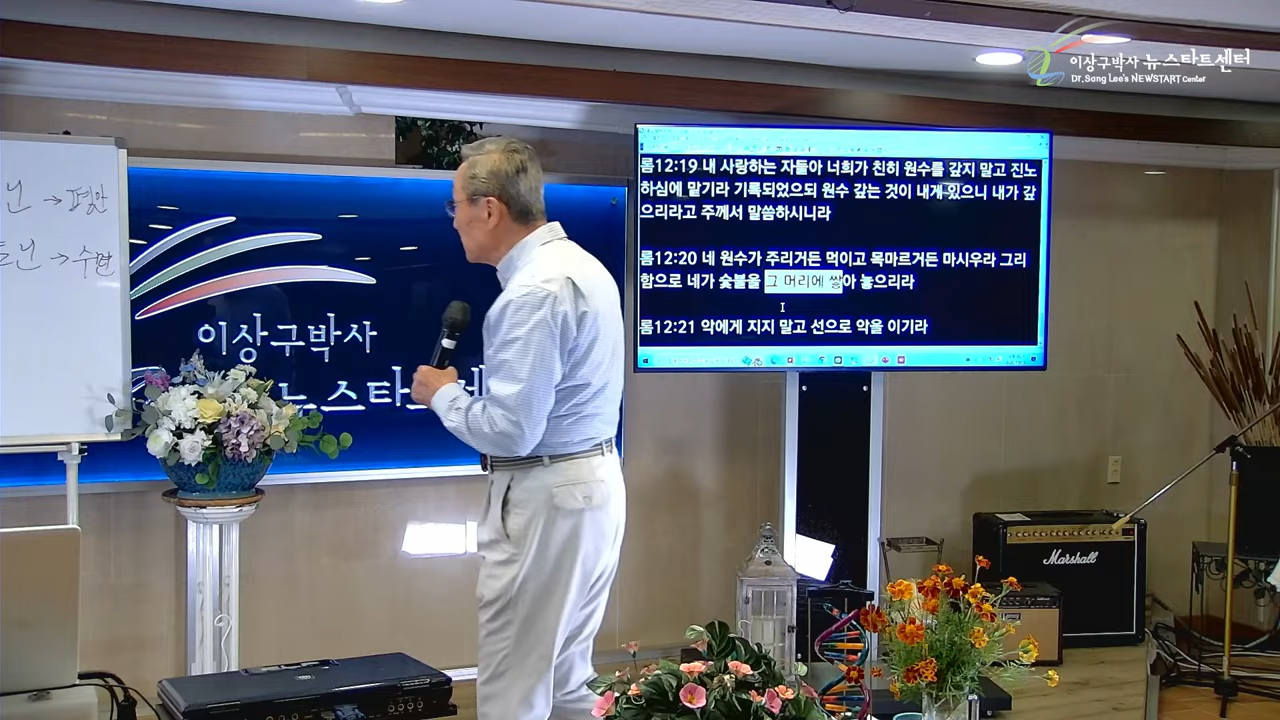 이상구박사 뉴스타트센터
Dr. Sang Lee's NEWSTART Center
닌 → 평안
닌 → 수면
이상구박사
뉴스타트센
롬12:19 내 사랑하는 자들아 너희가 친히 원수를 갚지 말고 진노
하심에 맡기라 기록되었으되 원수 갚는 것이 내게 있으니 내가 갚
으리라고 주께서 말씀하시니라
롬12:20 네 원수가 주리거든 먹이고 목마르거든 마시우라 그리
함으로 네가 숯불을 그 머리에 쌓아 놓으리라
롬12:21 악에게 지지 말고 선으로 악을 이기라
Marshall